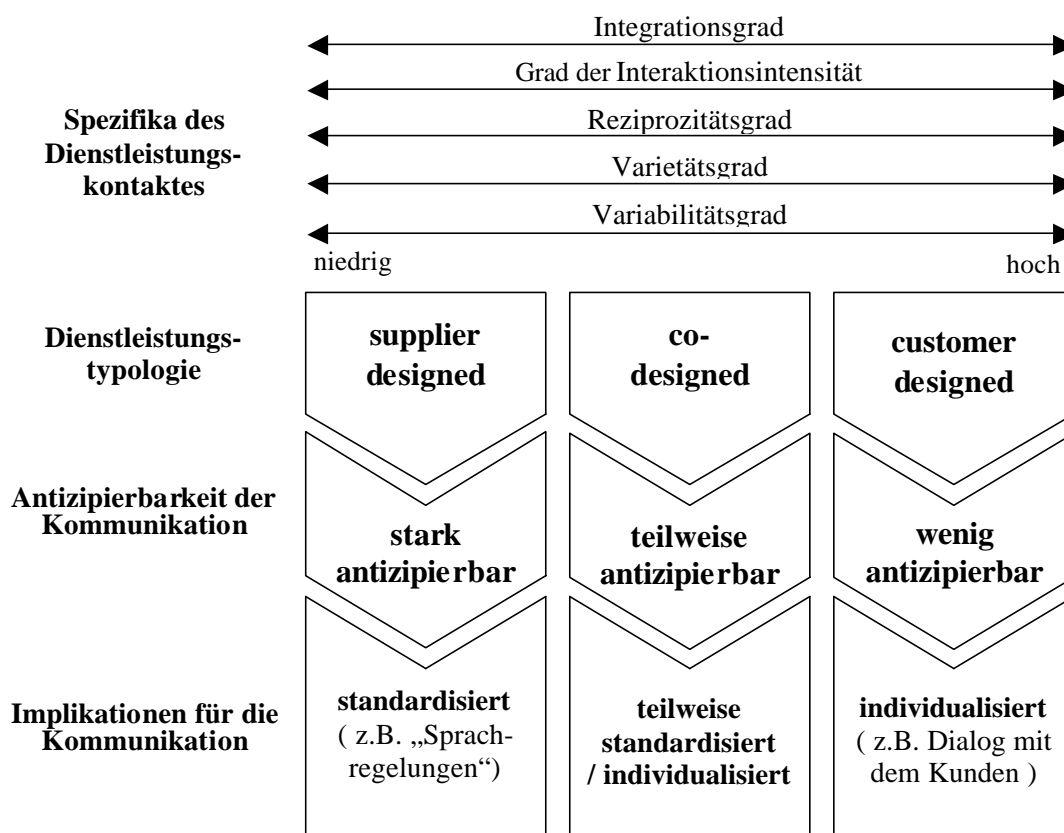 Integrationsgrad
Grad der Interaktionsintensität
Reziprozitätsgrad
Varietätsgrad
Variabilitätsgrad
niedrig
hoch
Spezifika des
Dienstleistungs-
kontaktes
Dienstleistungs-
typologie
supplier
designed
co-
designed
customer
designed
Antizipierbarkeit der
Kommunikation
stark
antizipierbar
teilweise
antizipierbar
wenig
antizipierbar
Implikationen für die
Kommunikation
standardisiert
( z.B. „Sprach-
regelungen“)
teilweise
standardisiert
/ individualisiert
individualisiert
( z.B. Dialog mit
dem Kunden )